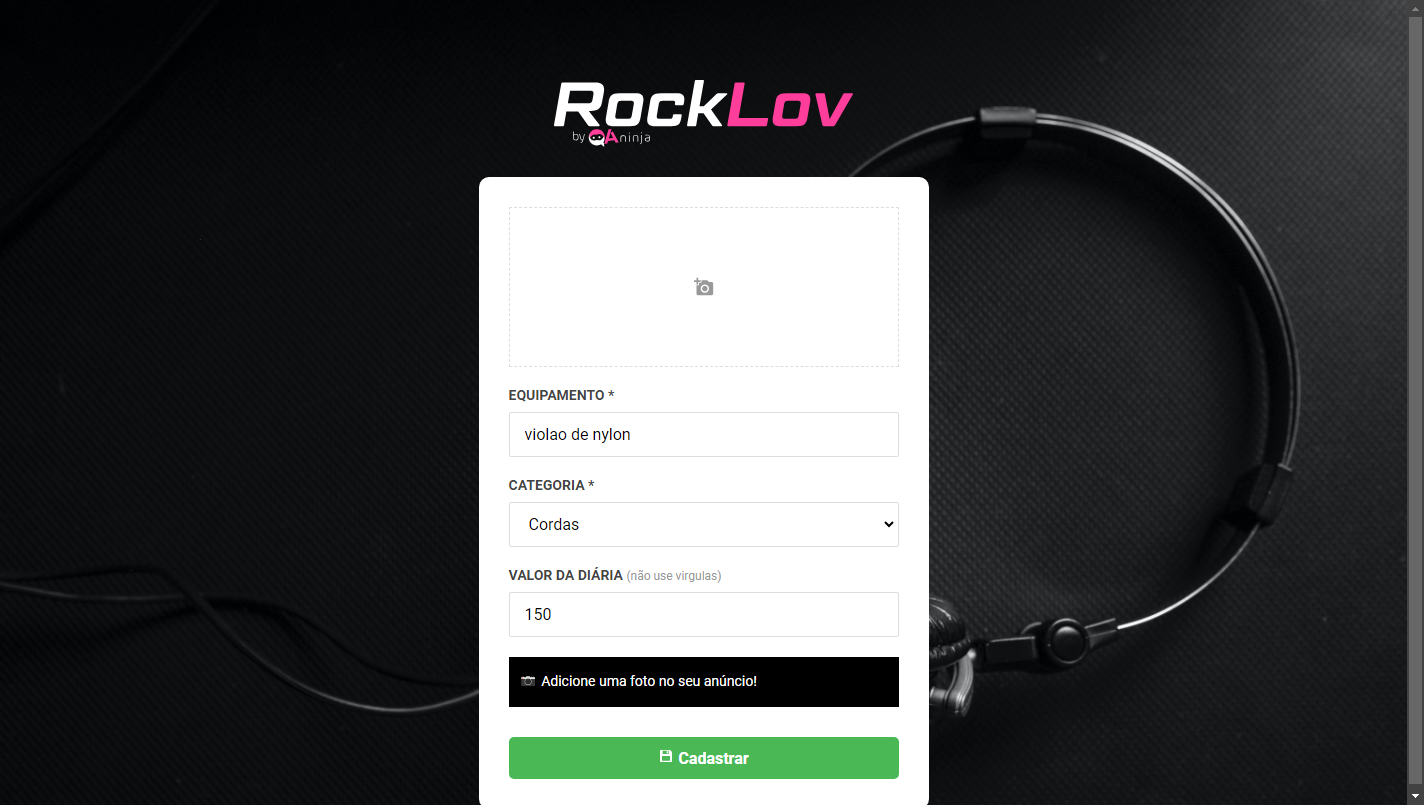 RockLov
by QAninja
EQUIPAMENTO *
violao de nylon
CATEGORIA *
Cordas
VALOR DA DIÁRIA (não use virgulas)
150
Adicione uma foto no seu anúncio!
Cadastrar